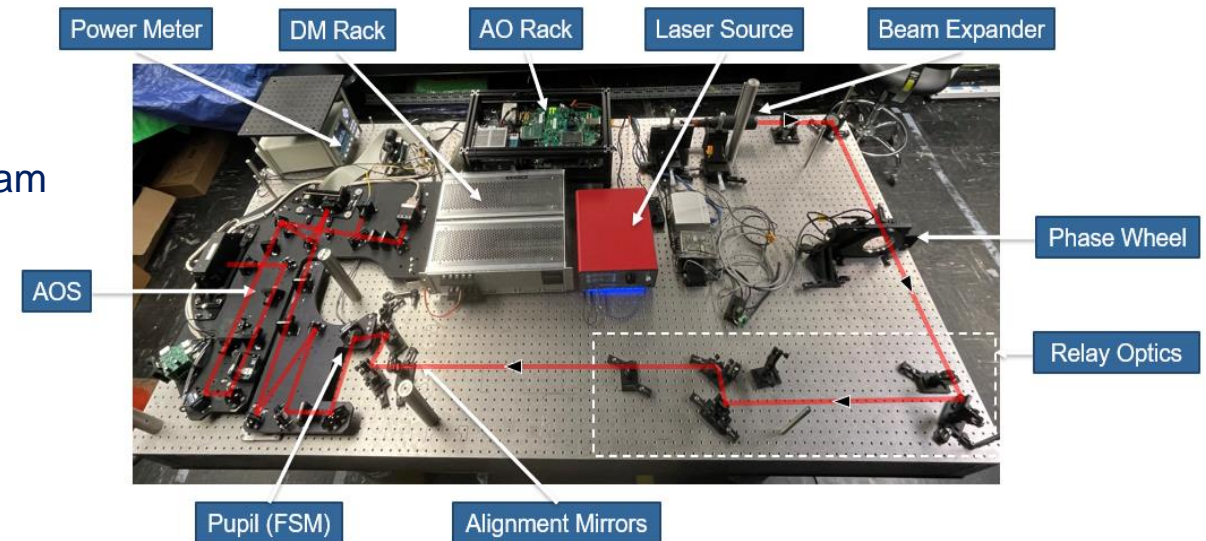 Power Meter
DM Rack
AO Rack
Laser Source
Beam Expander
am
Phase Wheel
AOS
Relay Optics
Pupil (FSM)
Alignment Mirrors